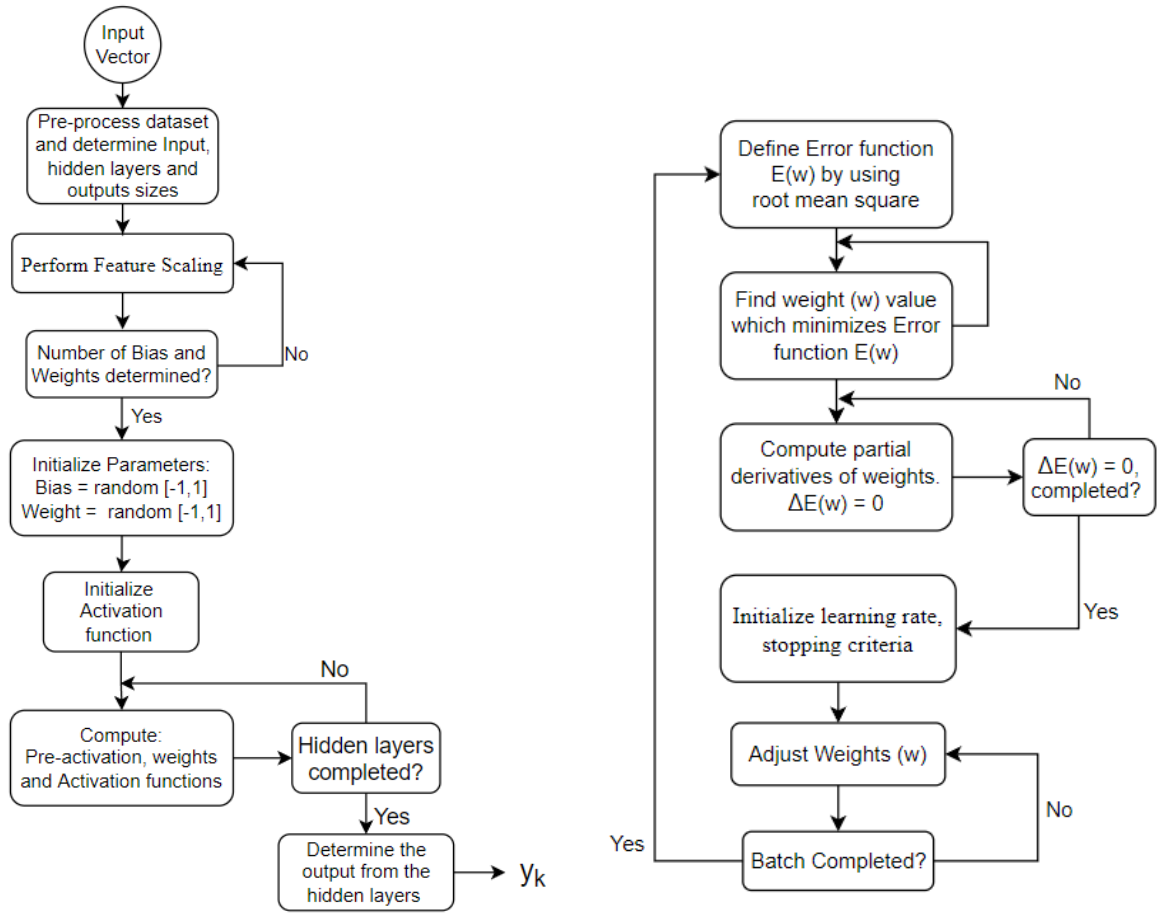 Input
Vector
Pre-process dataset
and determine Input,
hidden layers and
outputs sizes
Perform Feature Scaling
Number of Bias and
Weights determined?
No
Yes
Initialize Parameters:
Bias = random [-1,1]
Weight =  random [-1,1]
Initialize
Activation
function
No
Compute:
Pre-activation, weights
and Activation functions
Hidden layers
completed?
Yes
Determine the
output from the
hidden layers
yk
Define Error function
E(w) by using
root mean square
Find weight (w) value
which minimizes Error
function E(w)
No
Compute partial
derivatives of weights.
ΔE(w) = 0
ΔE(w) = 0,
completed?
Yes
Initialize learning rate,
stopping criteria
Adjust Weights (w)
No
Batch Completed?
Yes